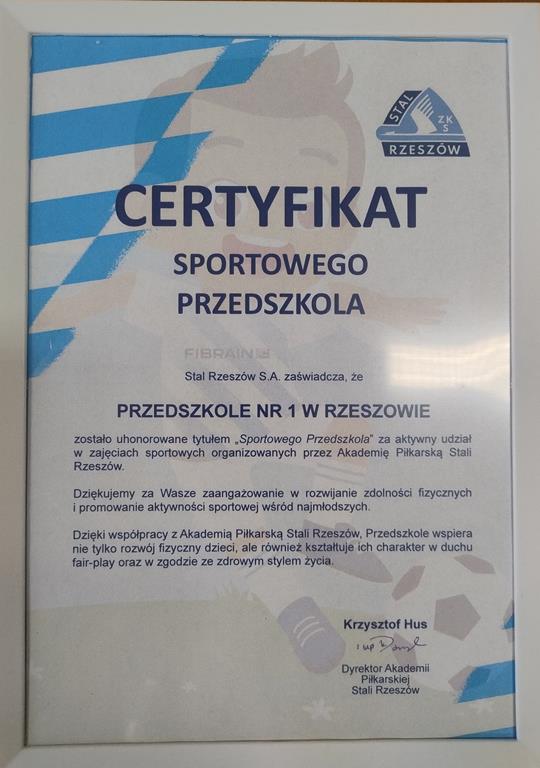 STAL
ZKS
RZESZÓW
CERTYFIKAT
SPORTOWEGO
PRZEDSZKOLA
FIBRAIN
Stal Rzeszów S.A. zaświadcza, że
PRZEDSZKOLE NR 1 W RZESZOWIE
zostało uhonorowane tytułem „Sportowego Przedszkola” za aktywny udział
w zajęciach sportowych organizowanych przez Akademię Piłkarską Stali
Rzeszów.
Dziękujemy za Wasze zaangażowanie w rozwijanie zdolności fizycznych
i promowanie aktywności sportowej wśród najmłodszych.
Dzięki współpracy z Akademią Piłkarską Stali Rzeszów, Przedszkole wspiera
nie tylko rozwój fizyczny dzieci, ale również kształtuje ich charakter w duchu
fair-play oraz w zgodzie ze zdrowym stylem życia.
Krzysztof Hus
Dyrektor Akademii
Piłkarskiej
Stali Rzeszów